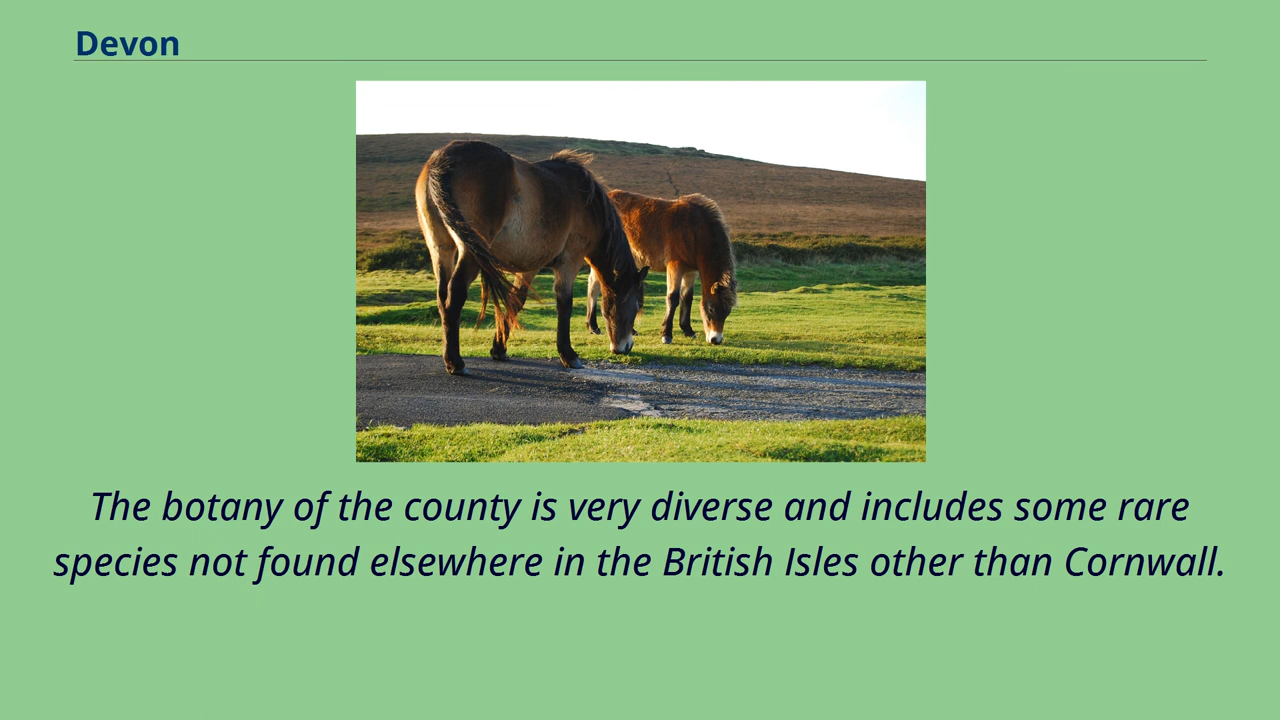 Devon
The botany of the county is very diverse and includes some rare
species not found elsewhere in the British Isles other than Cornwall.